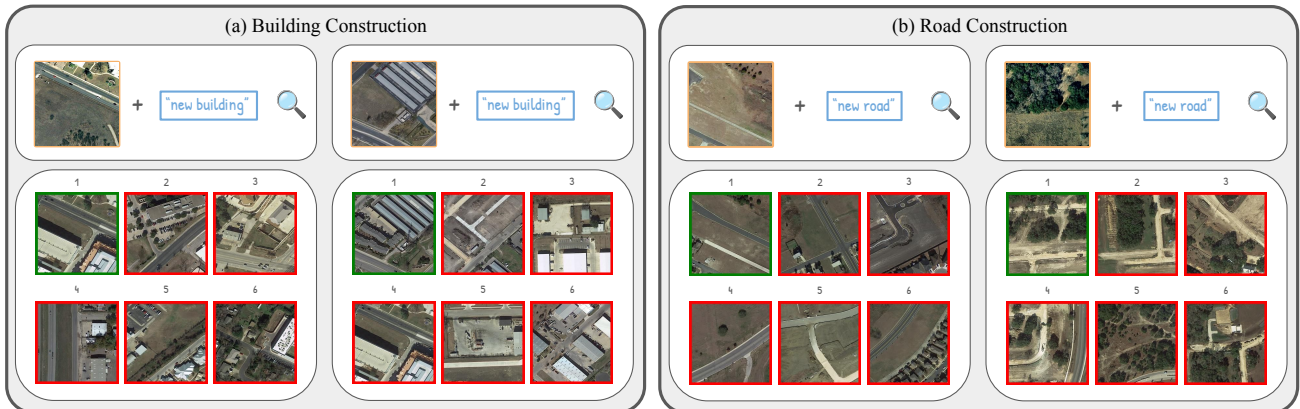 (a) Building Construction
+ "new building"
+ "new building"
1 2 3
4 5 6
1 2 3
4 5 6
(b) Road Construction
+ "new road"
+ "new road"
1 2 3
4 5 6
1 2 3
4 5 6